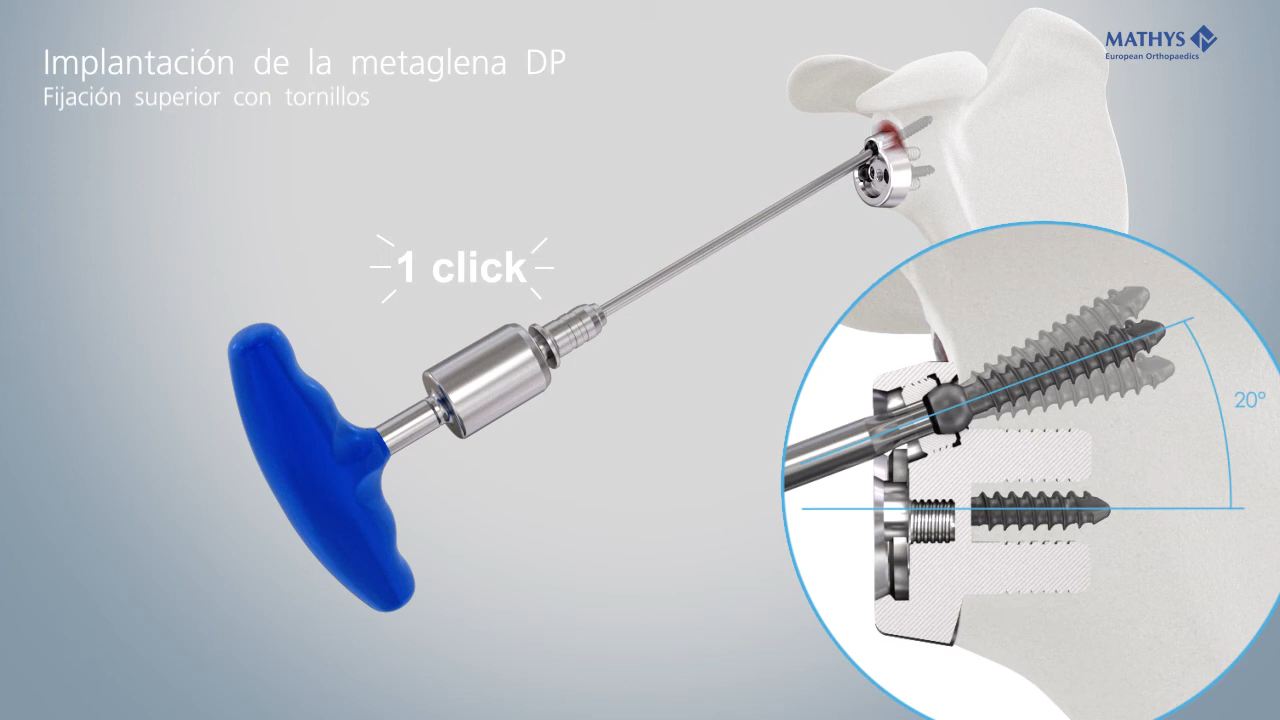 Implantación de la metaglena DP
Fijación superior con tornillos
MATHYS
European Orthopaedics
1 click
20°